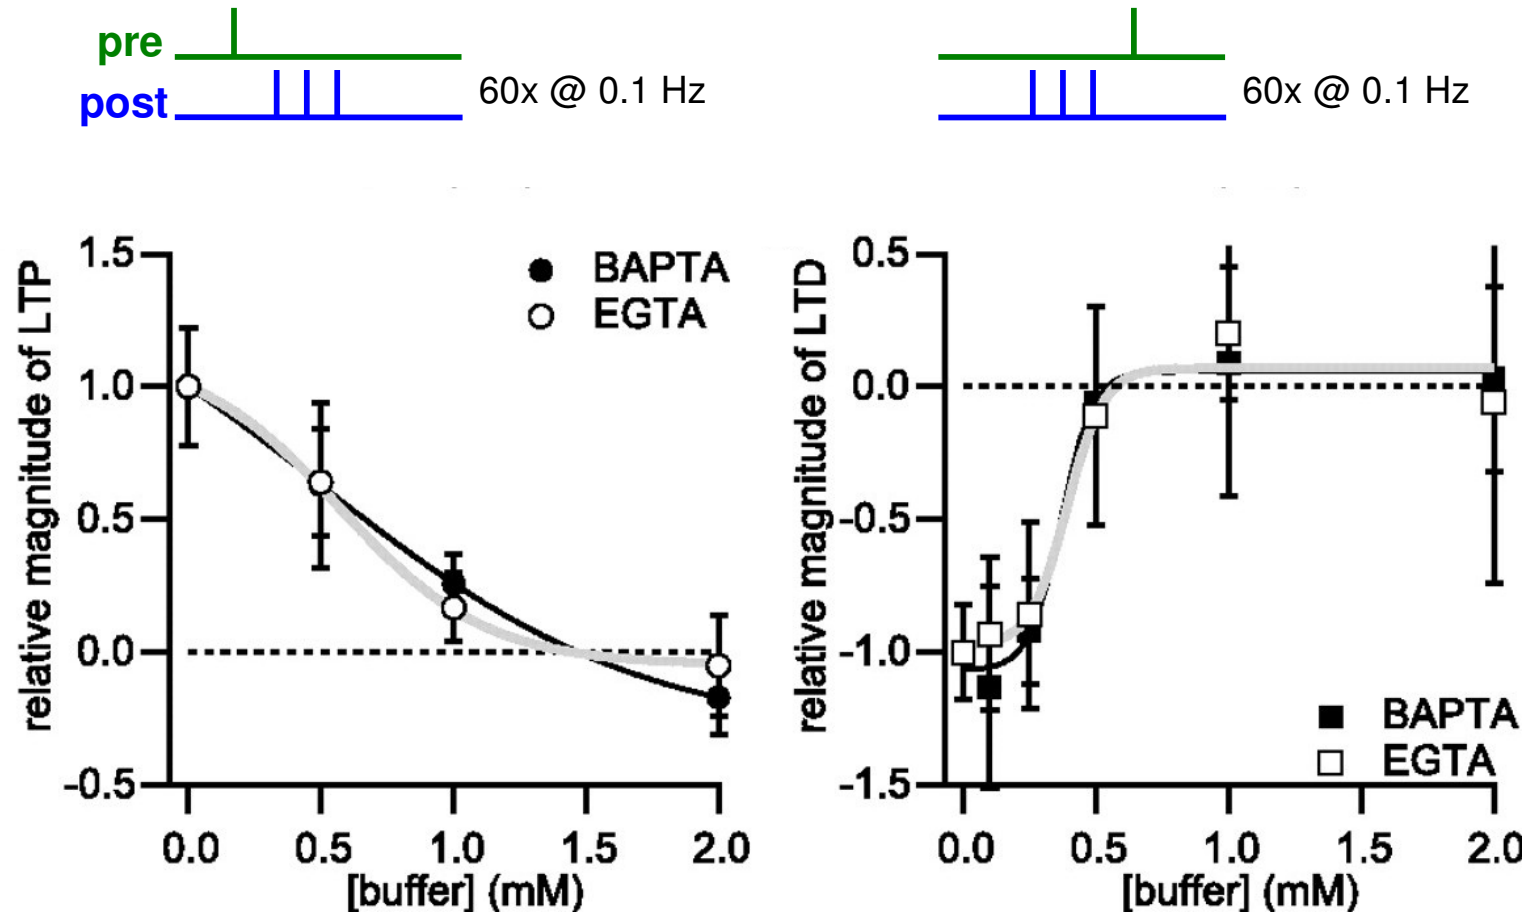 pre
post
60x @ 0.1 Hz
60x @ 0.1 Hz
relative magnitude of LTP
1.5
1.0
0.5
0.0
-0.5
BAPTA
EGTA
0.0 0.5 1.0 1.5 2.0
[buffer] (mM)
relative magnitude of LTD
0.5
0.0
-0.5
-1.0
-1.5
BAPTA
EGTA
0.0 0.5 1.0 1.5 2.0
[buffer] (mM)